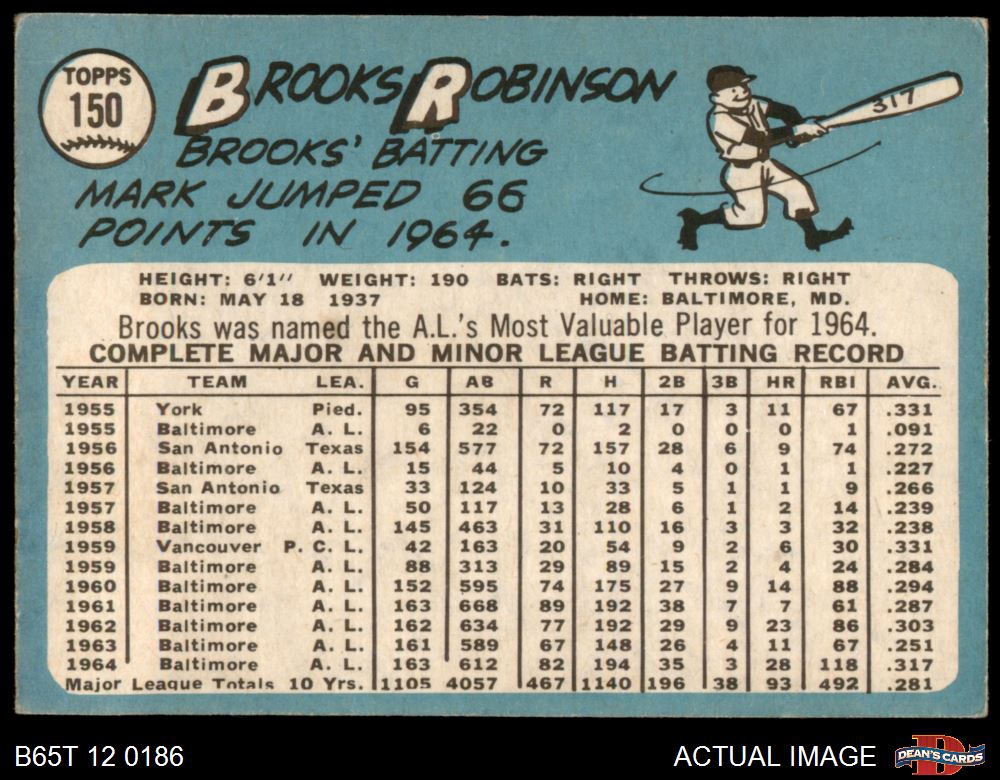 TOPPS
150
BROOKS ROBINSON
BROOKS' BATTING
MARK JUMPED 66
POINTS IN 1964.
317
HEIGHT: 6'1" WEIGHT: 190 BATS: RIGHT THROWS: RIGHT
BORN: MAY 18 1937 HOME: BALTIMORE, MD.
Brooks was named the A.L.'s Most Valuable Player for 1964.
COMPLETE MAJOR AND MINOR LEAGUE BATTING RECORD
YEAR TEAM LEA. G AB R H 2B 3B HR RBI AVG.
1955 York Pied. 95 354 72 117 17 3 11 67 .331
1955 Baltimore A. L. 6 22 0 2 0 0 0 1 .091
1956 San Antonio Texas 154 577 72 157 28 6 9 74 .272
1956 Baltimore A. L. 15 44 5 10 4 0 1 1 .227
1957 San Antonio Texas 33 124 10 33 5 1 1 9 .266
1957 Baltimore A. L. 50 117 13 28 6 1 2 14 .239
1958 Baltimore A. L. 145 463 31 110 16 3 3 32 .238
1959 Vancouver P. C. L. 42 163 20 54 9 2 6 30 .331
1959 Baltimore A. L. 88 313 29 89 15 2 4 24 .284
1960 Baltimore A. L. 152 595 74 175 27 9 14 88 .294
1961 Baltimore A. L. 163 668 89 192 38 7 7 61 .287
1962 Baltimore A. L. 162 634 77 192 29 9 23 86 .303
1963 Baltimore A. L. 161 589 67 148 26 4 11 67 .251
1964 Baltimore A. L. 163 612 82 194 35 3 28 118 .317
Major League Totals 10 Yrs. 1105 4057 467 1140 196 38 93 492 .281
B65T 12 0186
ACTUAL IMAGE
D
DEAN'S CARDS